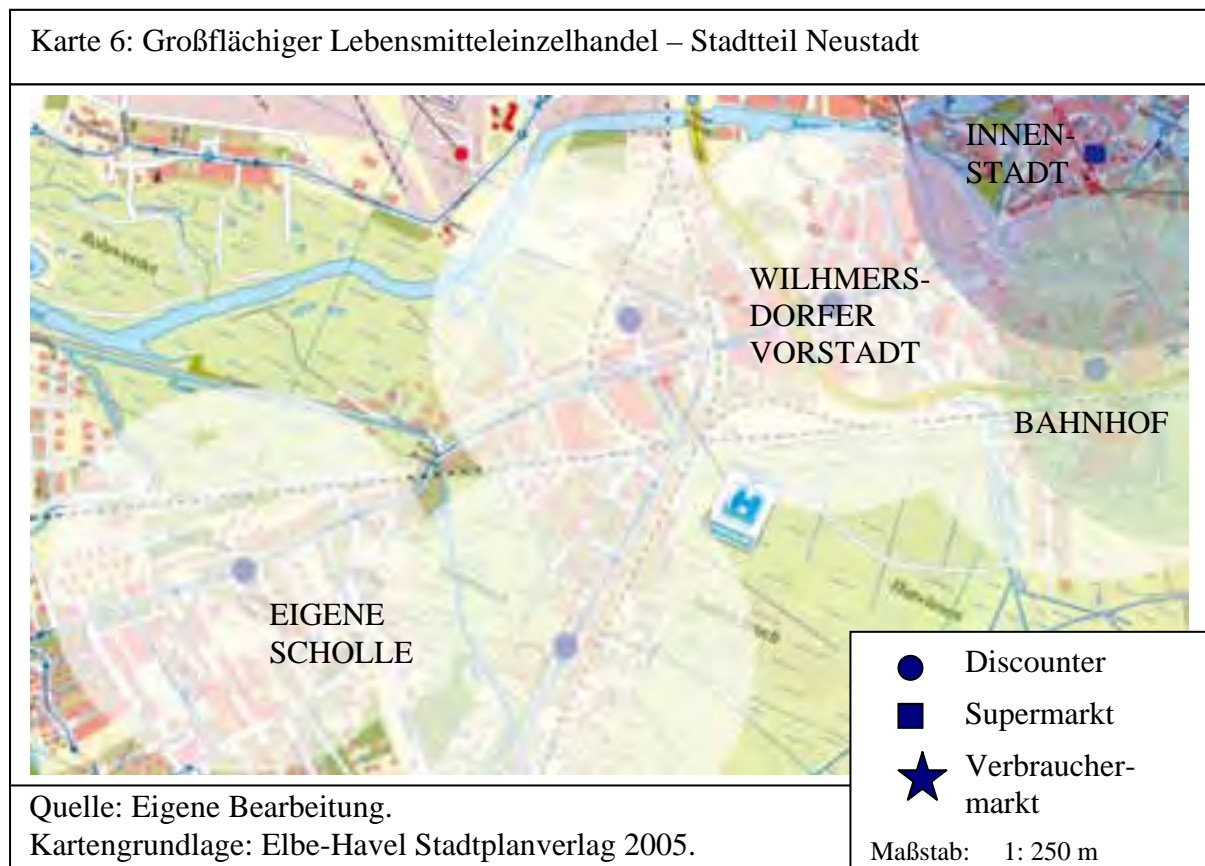 Karte 6: Großflächiger Lebensmitteleinzelhandel – Stadtteil Neustadt
INNEN-
STADT
WILHMERS-
DORFER
VORSTADT
BAHNHOF
EIGENE
SCHOLLE
Discounter
Supermarkt
Verbraucher-
markt
Maßstab: 1: 250 m
Quelle: Eigene Bearbeitung.
Kartengrundlage: Elbe-Havel Stadtplanverlag 2005.